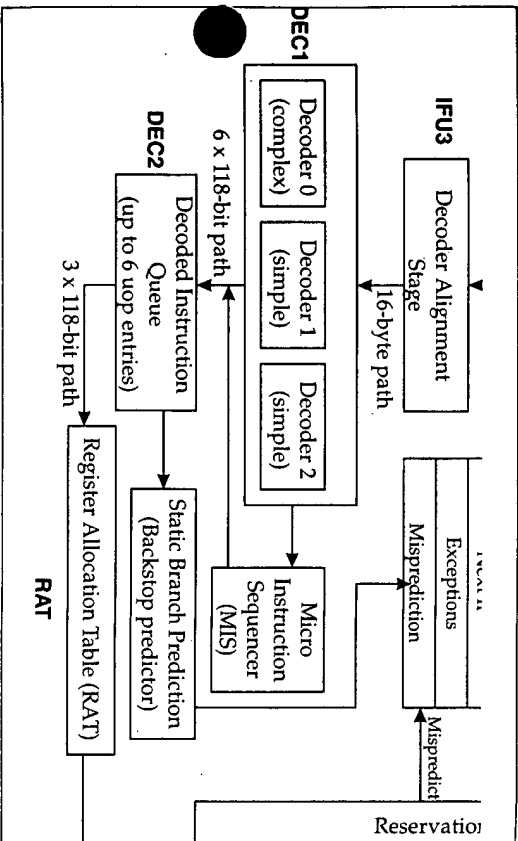 IFU3
Decoder Alignment
Stage
16-byte path
Exceptions
Misprediction
Mispredict
DEC1
Decoder 0
(complex)
Decoder 1
(simple)
Decoder 2
(simple)
Micro
Instruction
Sequencer
(MIS)
6 x 118-bit path
DEC2
Decoded Instruction
Queue
(up to 6 uop entries)
Static Branch Prediction
(Backstop predictor)
3 x 118-bit path
Register Allocation Table (RAT)
RAT